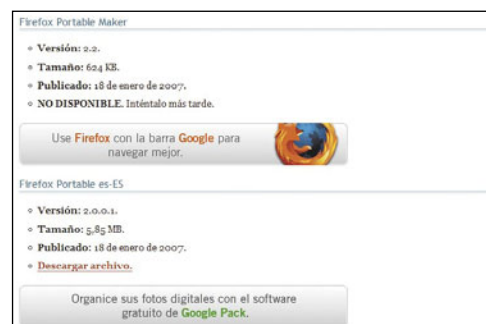 Firefox Portable Maker
Versión: 2.2.
Tamaño: 624 KB.
Publicado: 18 de enero de 2007.
NO DISPONIBLE. Inténtalo más tarde.
Use Firefox con la barra Google para
navegar mejor.
Firefox Portable es-ES
Versión: 2.0.0.1.
Tamaño: 5,85 MB.
Publicado: 18 de enero de 2007.
Descargar archivo.
Organice sus fotos digitales con el software
gratuito de Google Pack.